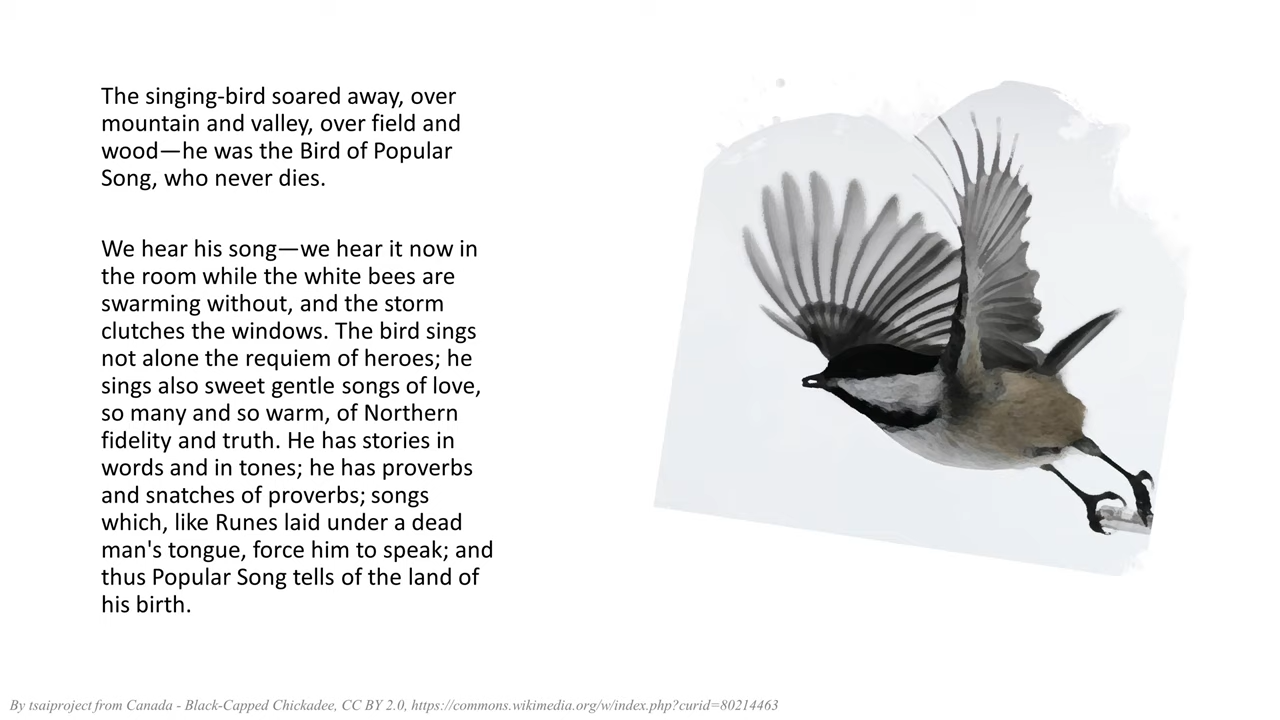 The singing-bird soared away, over
mountain and valley, over field and
wood—he was the Bird of Popular
Song, who never dies.
We hear his song—we hear it now in
the room while the white bees are
swarming without, and the storm
clutches the windows. The bird sings
not alone the requiem of heroes; he
sings also sweet gentle songs of love,
so many and so warm, of Northern
fidelity and truth. He has stories in
words and in tones; he has proverbs
and snatches of proverbs; songs
which, like Runes laid under a dead
man's tongue, force him to speak; and
thus Popular Song tells of the land of
his birth.
By tsaiproject from Canada - Black-Capped Chickadee, CC BY 2.0, https://commons.wikimedia.org/w/index.php?curid=80214463